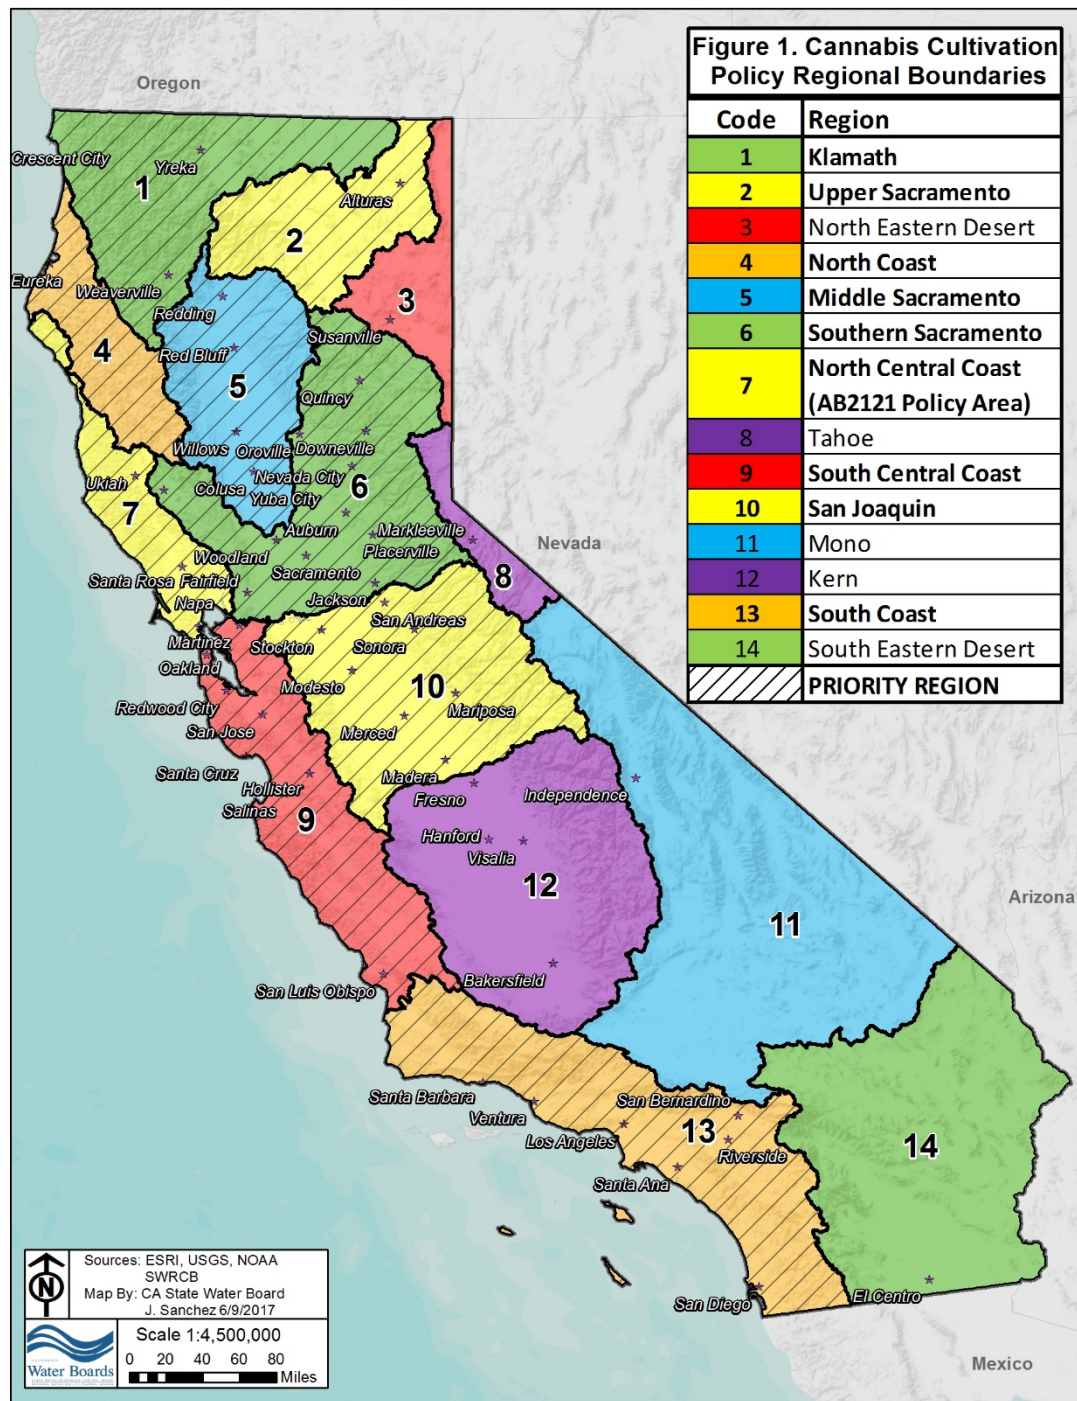 Figure 1. Cannabis Cultivation
Policy Regional Boundaries
Code Region
1 Klamath
2 Upper Sacramento
3 North Eastern Desert
4 North Coast
5 Middle Sacramento
6 Southern Sacramento
7 North Central Coast
(AB2121 Policy Area)
8 Tahoe
9 South Central Coast
10 San Joaquin
11 Mono
12 Kern
13 South Coast
14 South Eastern Desert
PRIORITY REGION
Oregon
Crescent City
Yreka
1
Alturas
2
Eureka
Weaverville
Redding
3
Susanville
4
Red Bluff
5
Quincy
Willows
Oroville
Downeville
Nevada City
Ukiah
Colusa
Yuba City
6
7
Auburn
Markleeville
Nevada
Woodland
Placerville
Santa Rosa
Fairfield
Sacramento
8
Napa
Jackson
San Andreas
Martinez
Stockton
Sonora
Oakland
Modesto
10
Redwood City
Mariposa
San Jose
Merced
Santa Cruz
Madera
Hollister
Fresno
Independence
Salinas
9
Hanford
Visalia
12
Arizona
11
Bakersfield
San Luis Obispo
Santa Barbara
San Bernardino
Ventura
13
Los Angeles
Riverside
14
Santa Ana
San Diego
El Centro
Mexico
N
Sources: ESRI, USGS, NOAA
SWRCB
Map By: CA State Water Board
J. Sanchez 6/9/2017
Water Boards
Scale 1:4,500,000
0 20 40 60 80
Miles